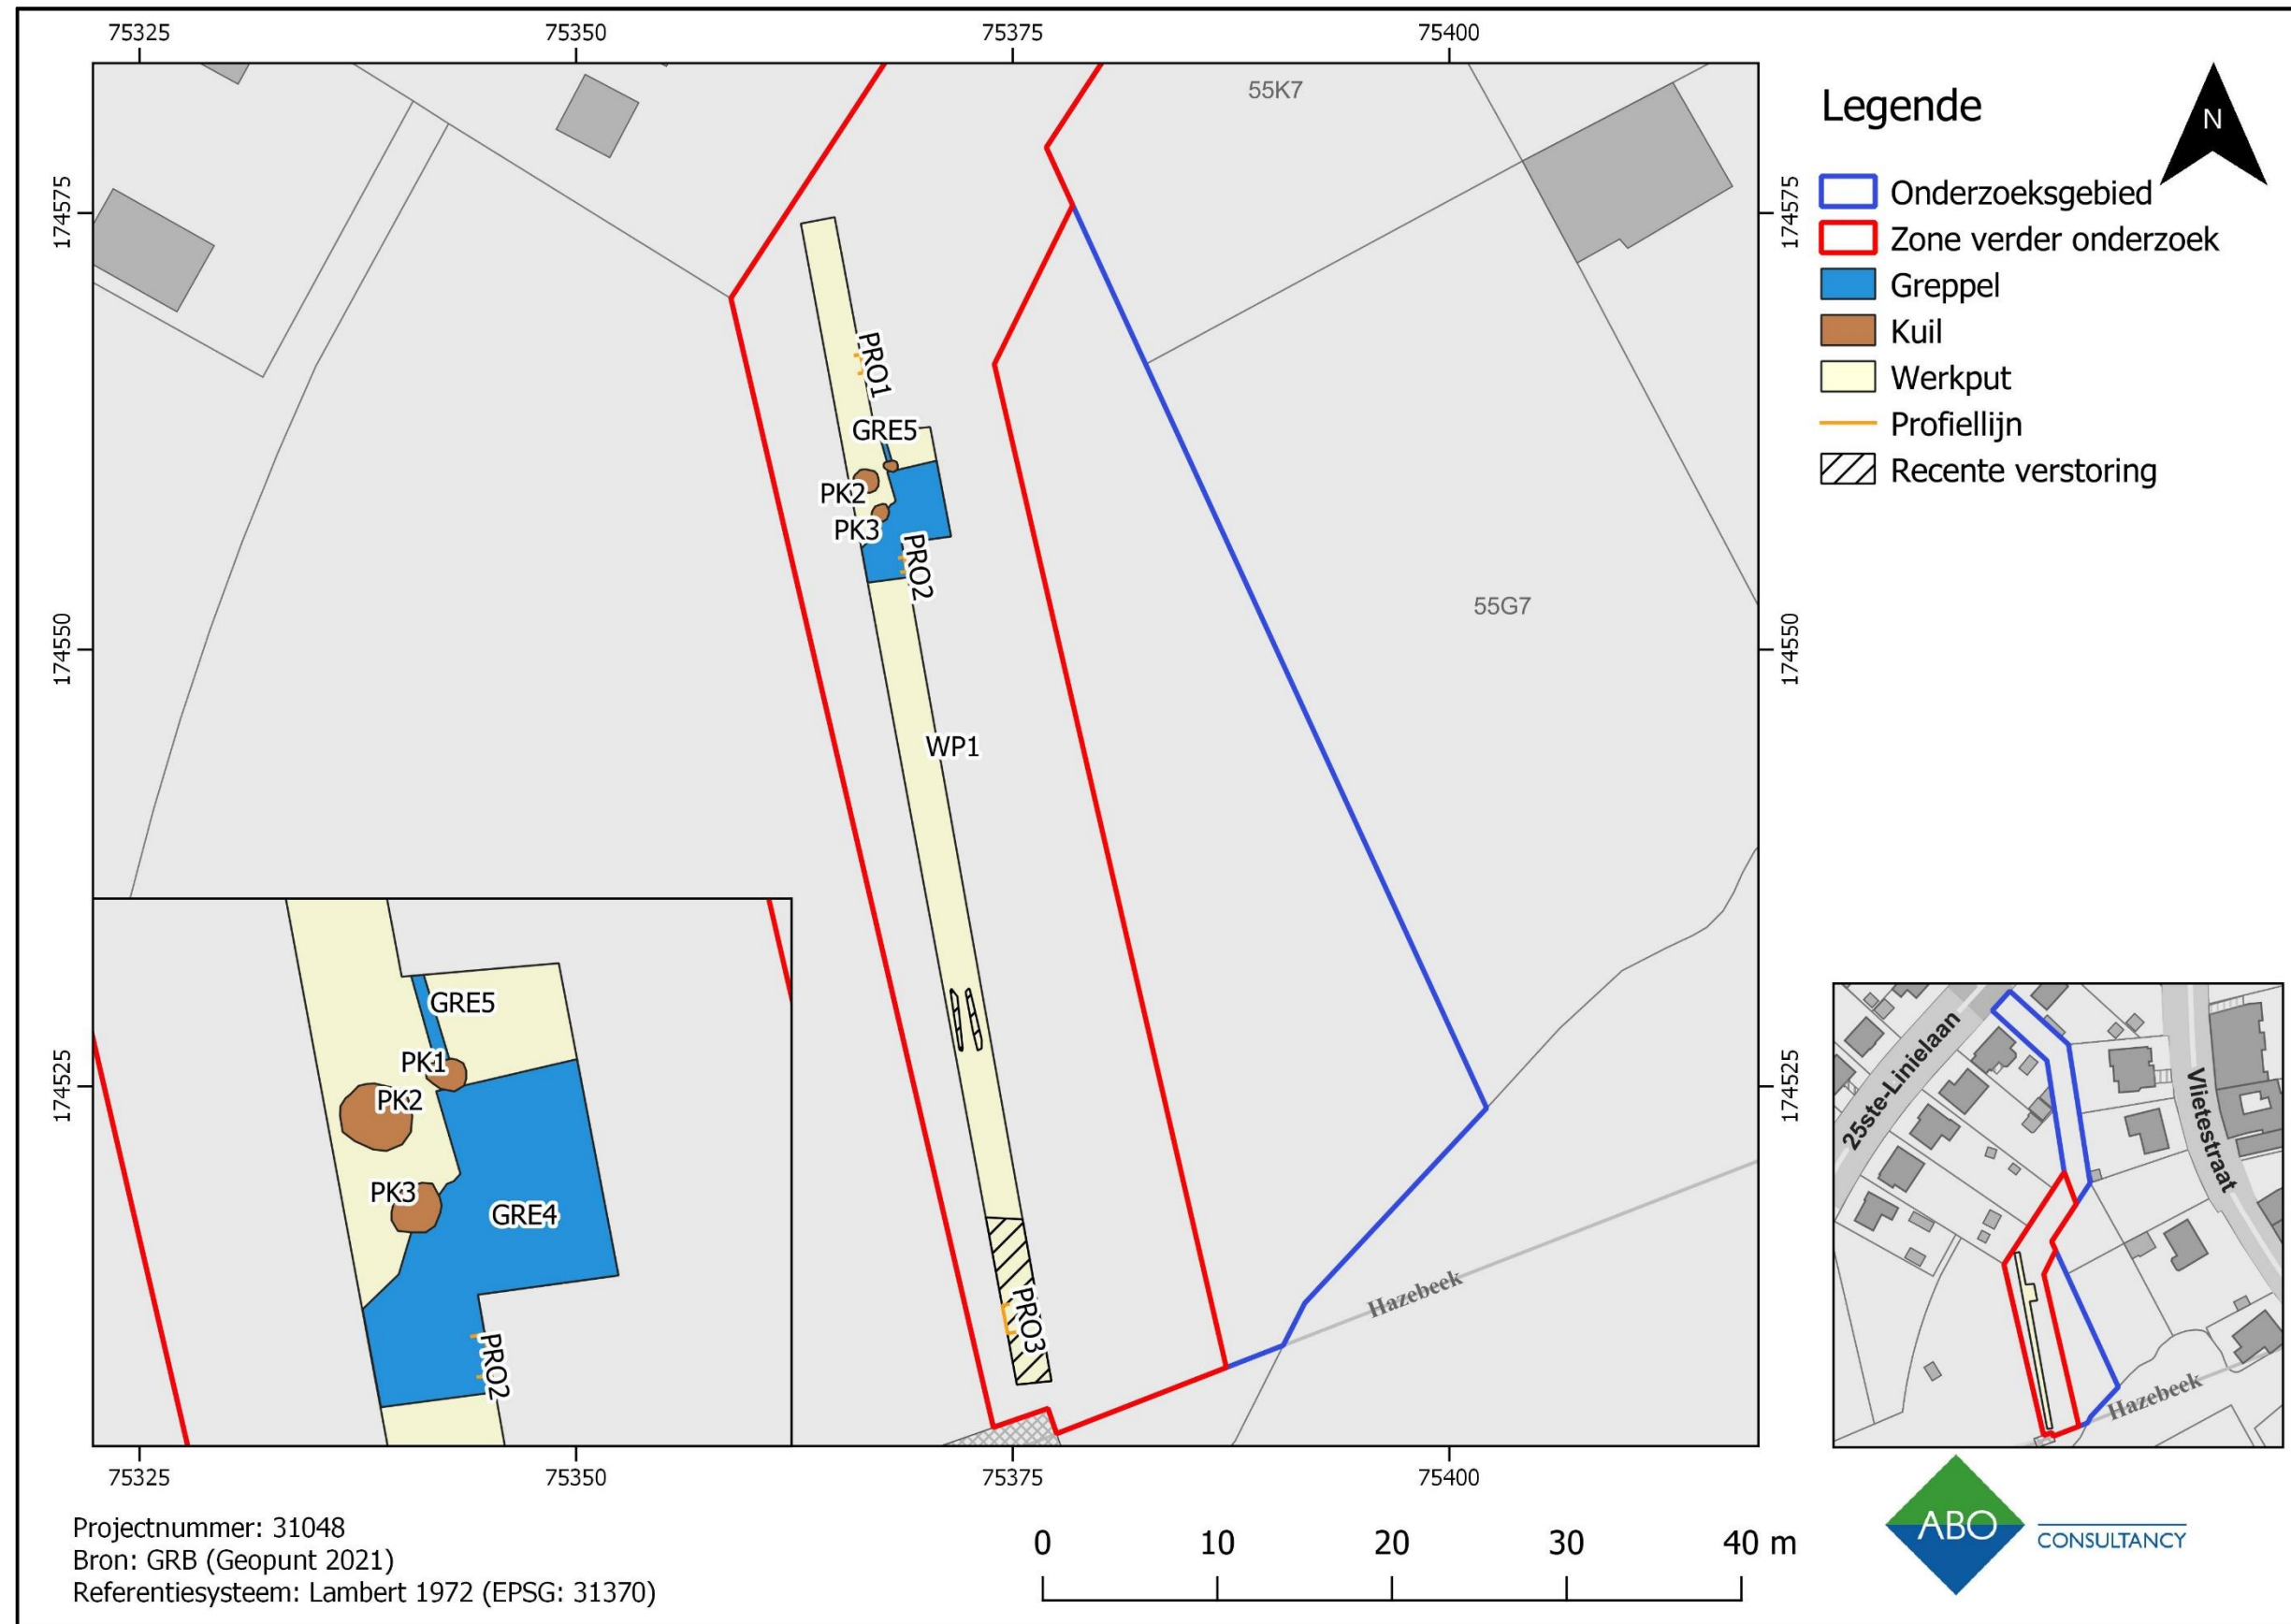 75325
75350
75375
75400
174575
174550
174525
174575
174550
174525
55K7
55G7
PRO1
GRE5
PK2
PK3
PRO2
WP1
PRO3
Hazebeek
GRE5
PK1
PK2
PK3
GRE4
PRO2
75325
75350
75375
75400
Legende
N
Onderzoeksgebied
Zone verder onderzoek
Greppel
Kuil
Werkput
Profiellijn
Recente verstoring
25ste-Linielaan
Vlietestraat
Hazebeek
Projectnummer: 31048
Bron: GRB (Geopunt 2021)
Referentiesysteem: Lambert 1972 (EPSG: 31370)
0 10 20 30 40 m
ABO
CONSULTANCY